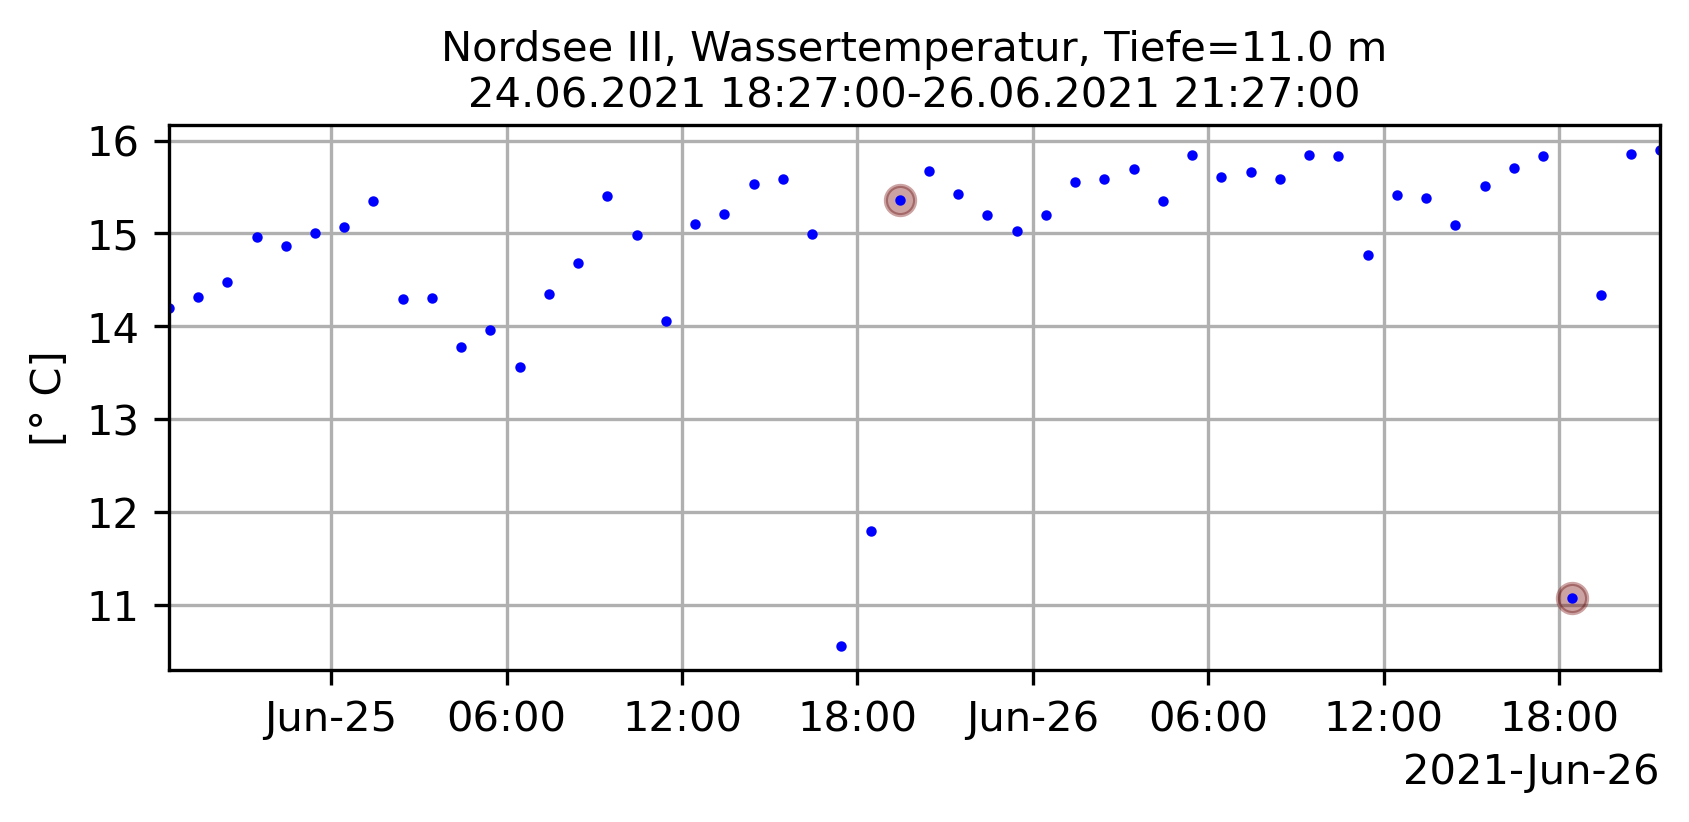 Nordsee III, Wassertemperatur, Tiefe=11.0 m
24.06.2021 18:27:00-26.06.2021 21:27:00
16
15
14
13
12
11
[° C]
Jun-25 06:00 12:00 18:00 Jun-26 06:00 12:00 18:00
2021-Jun-26